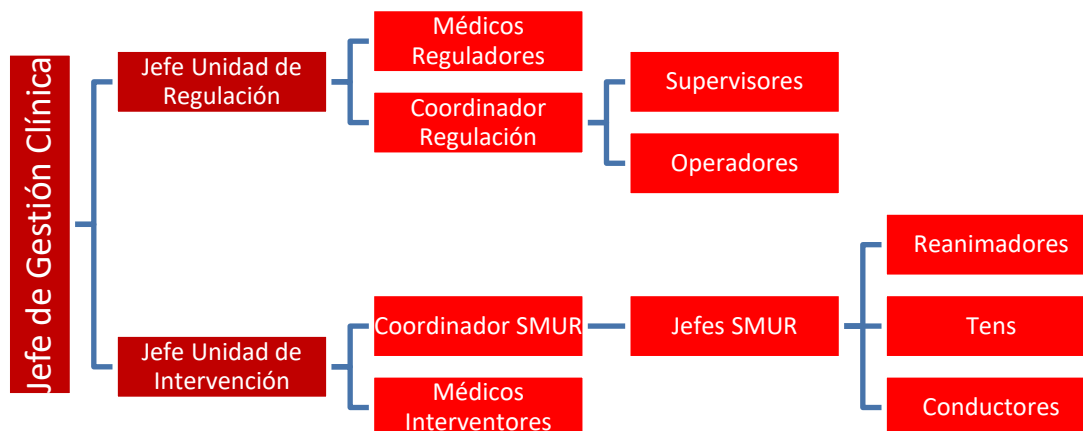 Jefe de Gestión Clínica
Jefe Unidad de
Regulación
Médicos
Reguladores
Coordinador
Regulación
Supervisores
Operadores
Jefe Unidad de
Intervención
Coordinador SMUR
Médicos
Interventores
Jefes SMUR
Reanimadores
Tens
Conductores